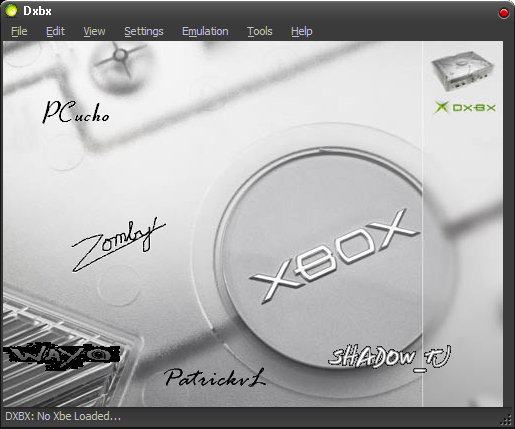 Dxbx
File Edit View Settings Emulation Tools Help
DXBX
PCucho
Zomby
XBOX
WAYO
SHADOW_TJ
PatrickvL
DXBX: No Xbe Loaded...